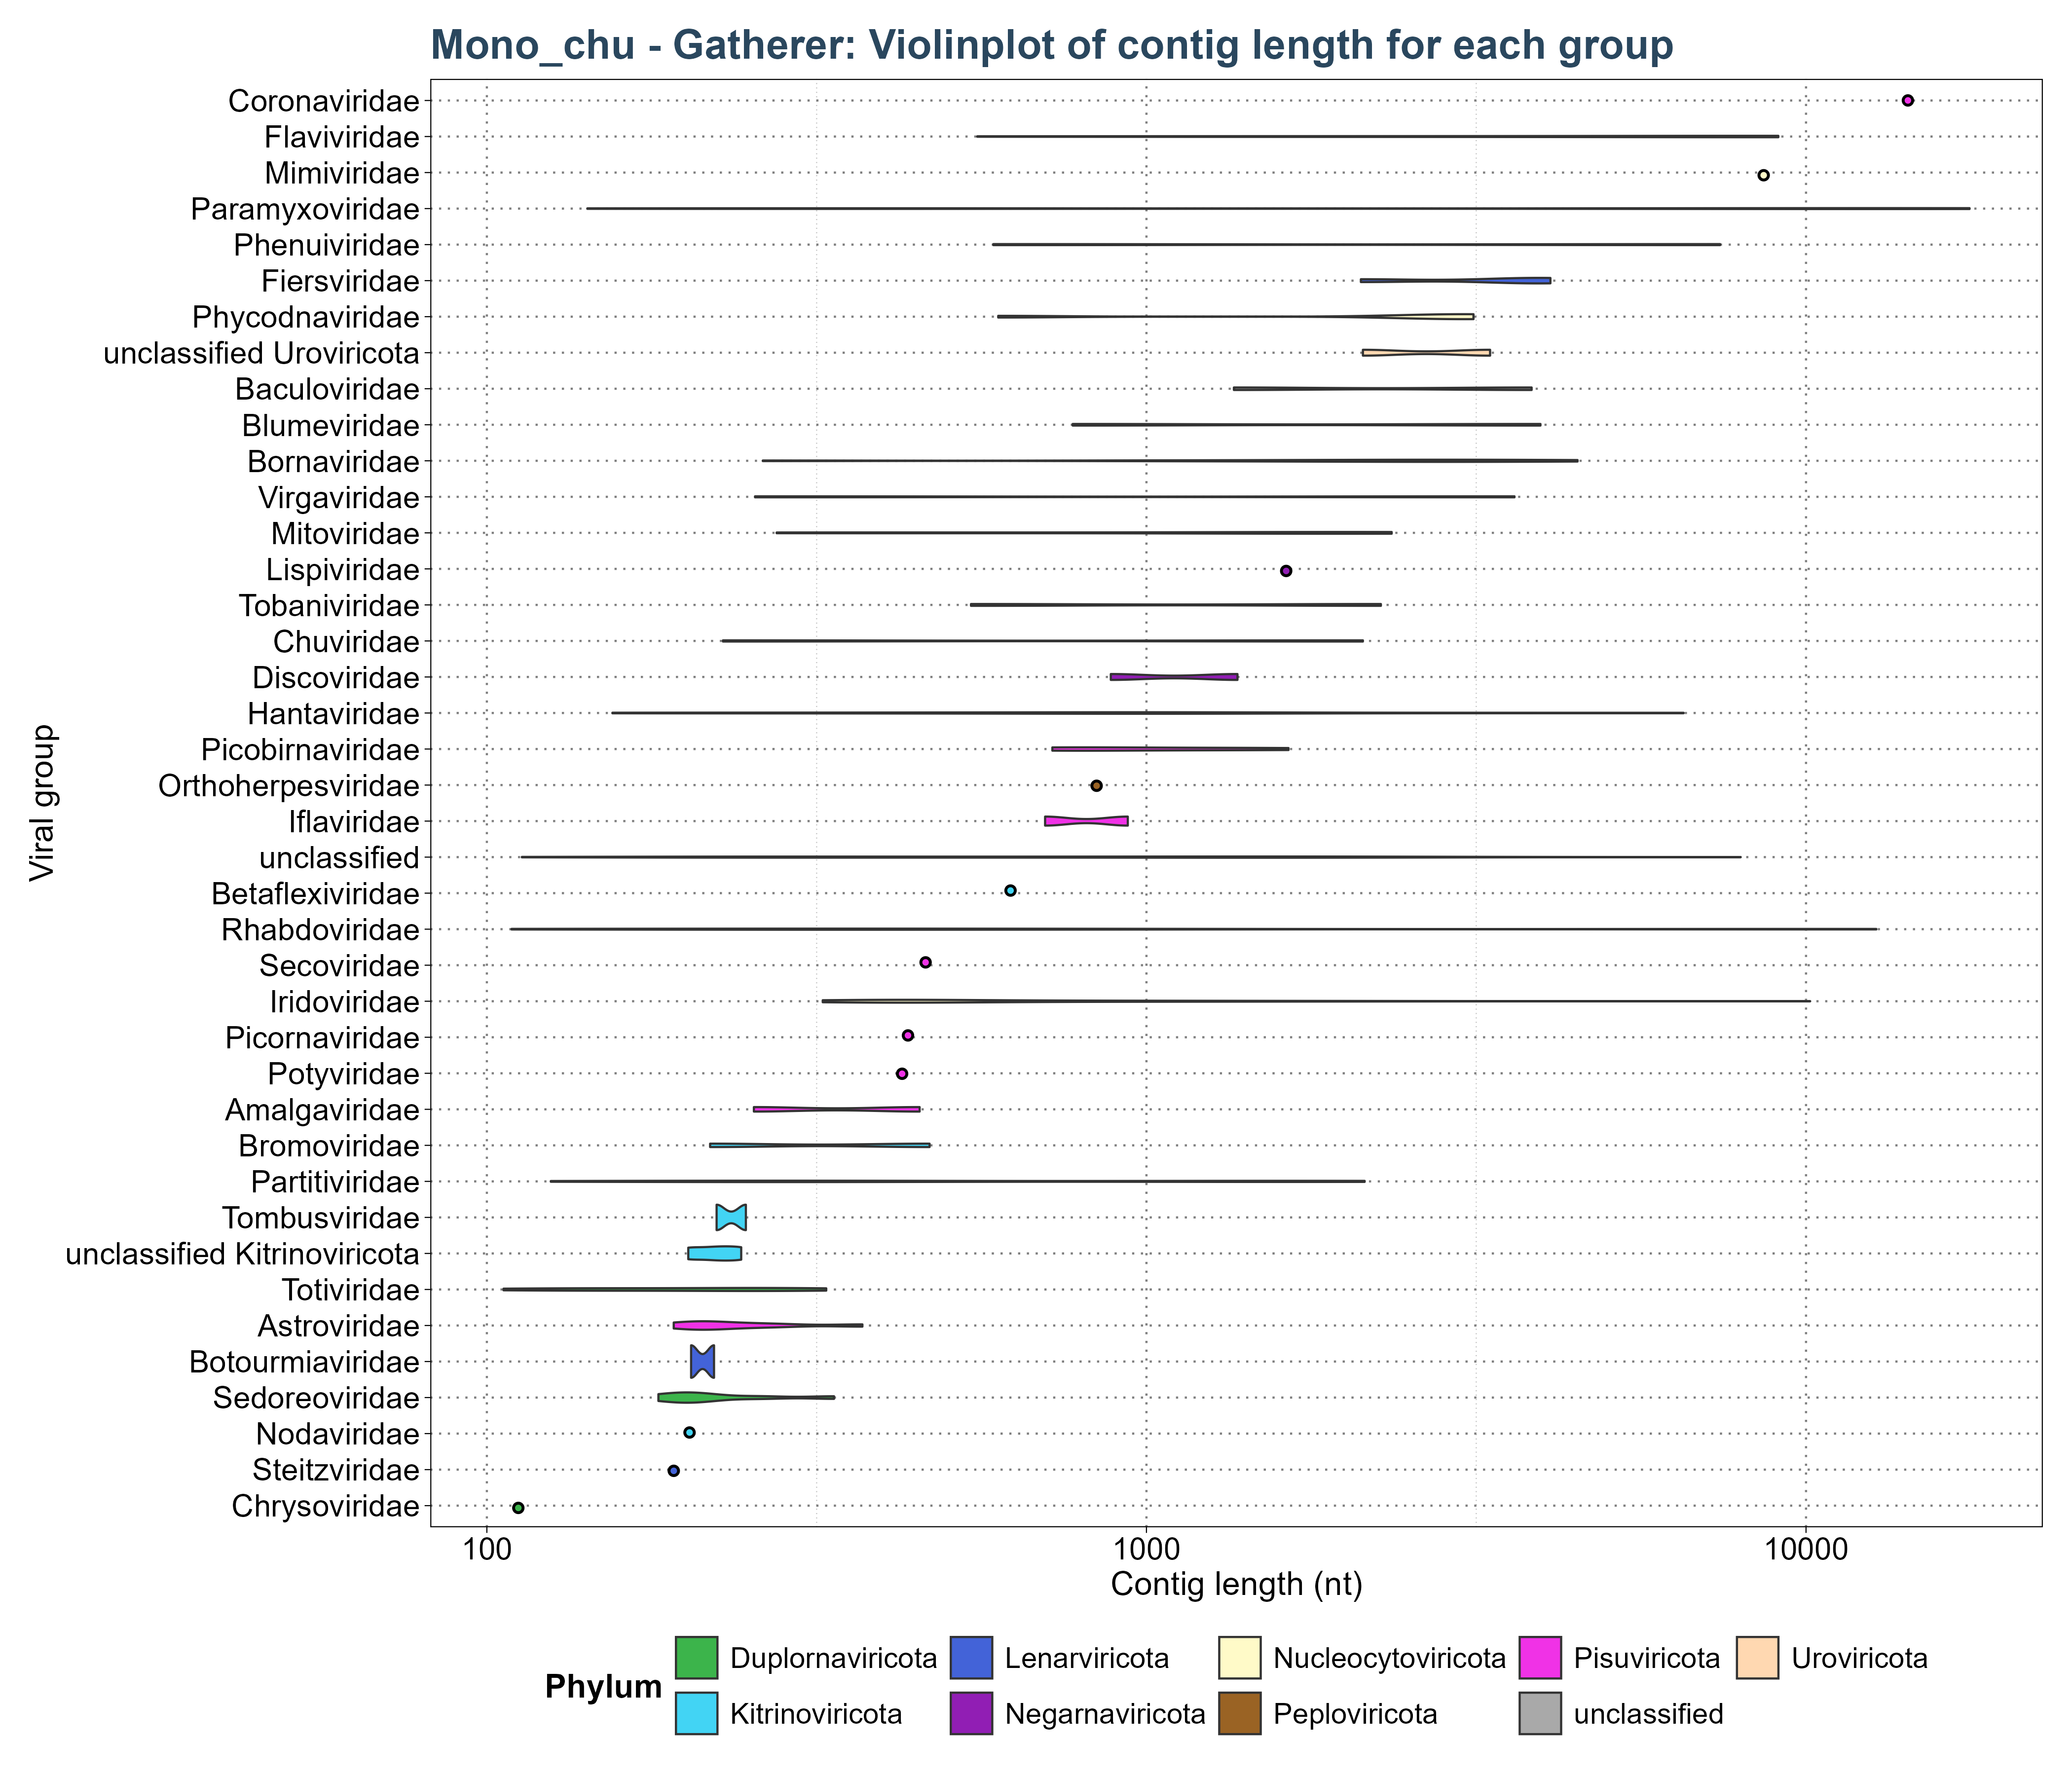 Mono_chu - Gatherer: Violinplot of contig length for each group
Viral group
Coronaviridae
Flaviviridae
Mimiviridae
Paramyxoviridae
Phenuiviridae
Fiersviridae
Phycodnaviridae
unclassified Uroviricota
Baculoviridae
Blumeviridae
Bornaviridae
Virgaviridae
Mitoviridae
Lispiviridae
Tobaniviridae
Chuviridae
Discoviridae
Hantaviridae
Picobirnaviridae
Orthoherpesviridae
Iflaviridae
unclassified
Betaflexiviridae
Rhabdoviridae
Secoviridae
Iridoviridae
Picornaviridae
Potyviridae
Amalgaviridae
Bromoviridae
Partitiviridae
Tombusviridae
unclassified Kitrinoviricota
Totiviridae
Astroviridae
Botourmiaviridae
Sedoreoviridae
Nodaviridae
Steitzviridae
Chrysoviridae
100 1000 10000
Contig length (nt)
Phylum
Duplornaviricota Lenarviricota Nucleocytoviricota Pisuviricota Uroviricota
Kitrinoviricota Negarnaviricota Peploviricota unclassified